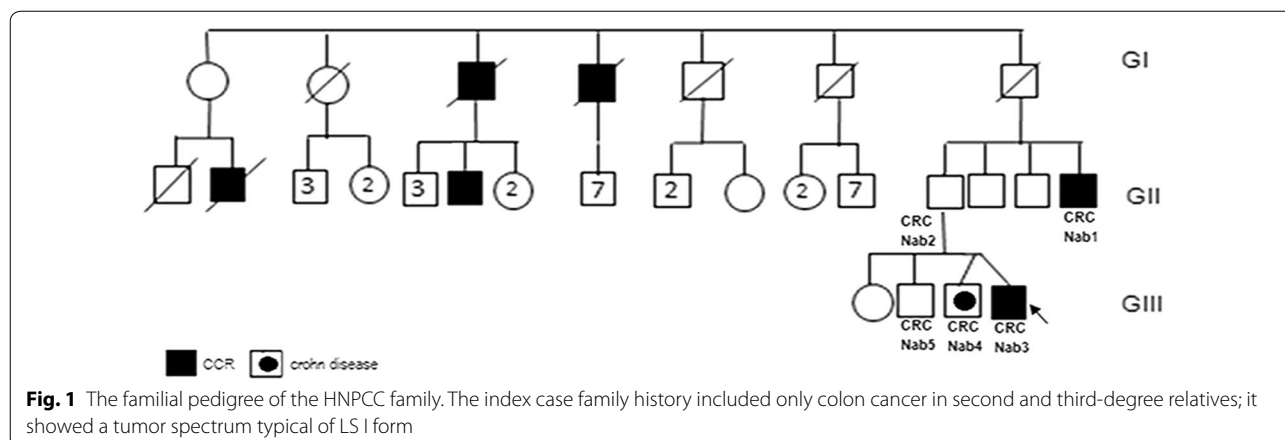 GI
3 2 3 2 7 2 2 7
GII
CRC CRC
Nab2 Nab1
GIII
CRC CRC CRC
Nab5 Nab4 Nab3
CCR crohn disease
Fig. 1 The familial pedigree of the HNPCC family. The index case family history included only colon cancer in second and third-degree relatives; it
showed a tumor spectrum typical of LS I form